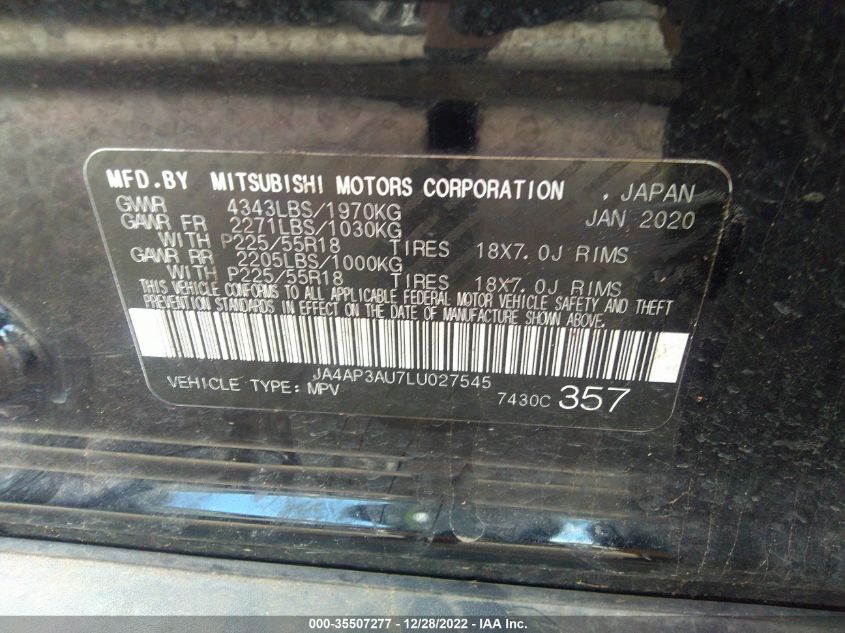 MFD.BY MITSUBISHI MOTORS CORPORATION , JAPAN
GVWR 4343LBS/1970KG JAN 2020
GAWR FR 2271LBS/1030KG
WITH P225/55R18 TIRES 18X7.0J RIMS
GAWR RR 2205LBS/1000KG
WITH P225/55R18 TIRES 18X7.0J RIMS
THIS VEHICLE CONFORMS TO ALL APPLICABLE FEDERAL MOTOR VEHICLE SAFETY AND THEFT
PREVENTION STANDARDS IN EFFECT ON THE DATE OF MANUFACTURE SHOWN ABOVE.
JA4AP3AU7LU027545
VEHICLE TYPE: MPV 7430C 357
000-35507277 - 12/28/2022 - IAA Inc.